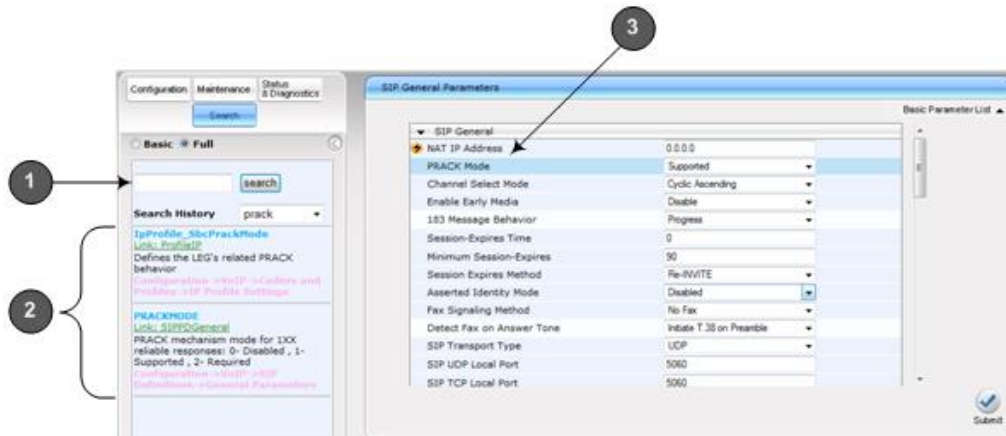 3
Configuration Maintenance Status & Diagnostics
Search
Basic Full
1
search
Search History prack
2
IpProfile_SbcPrackMode
Link: ProfileIP
Defines the LEG's related PRACK
behavior
Configuration->VoIP->Coders and
Profiles->IP Profile Settings
PRACKMODE
Link: SIPPDGeneral
PRACK mechanism mode for 1XX
reliable responses: 0- Disabled , 1-
Supported , 2- Required
Configuration->VoIP->SIP
Definitions->General Parameters
SIP General Parameters
Basic Parameter List
SIP General
NAT IP Address 0.0.0.0
PRACK Mode Supported
Channel Select Mode Cyclic Ascending
Enable Early Media Disable
183 Message Behavior Progress
Session-Expires Time 0
Minimum Session-Expires 90
Session Expires Method Re-INVITE
Asserted Identity Mode Disabled
Fax Signaling Method No Fax
Detect Fax on Answer Tone Initiate T.38 on Preamble
SIP Transport Type UDP
SIP UDP Local Port 5060
SIP TCP Local Port 5060
Submit